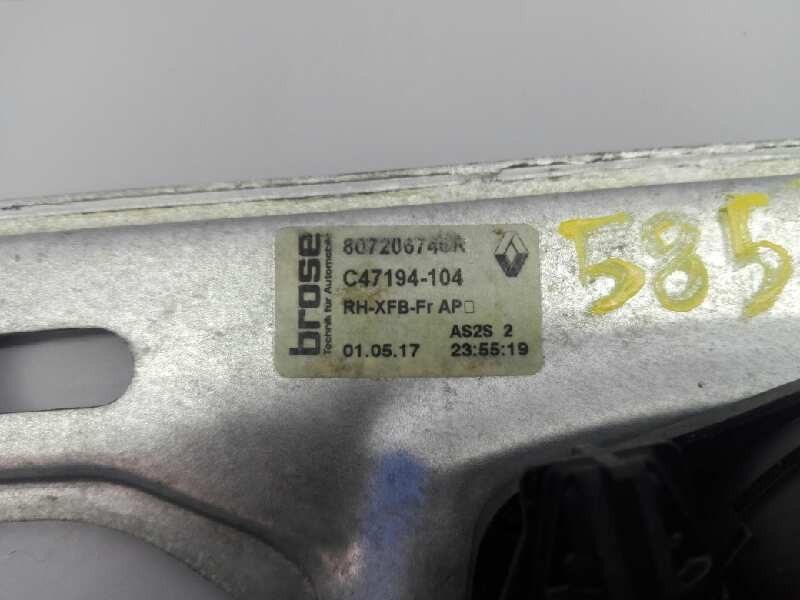 brose
Technik für Automobile
807206746R
C47194-104
RH-XFB-Fr AP□
AS2S 2
01.05.17 23:55:19
585